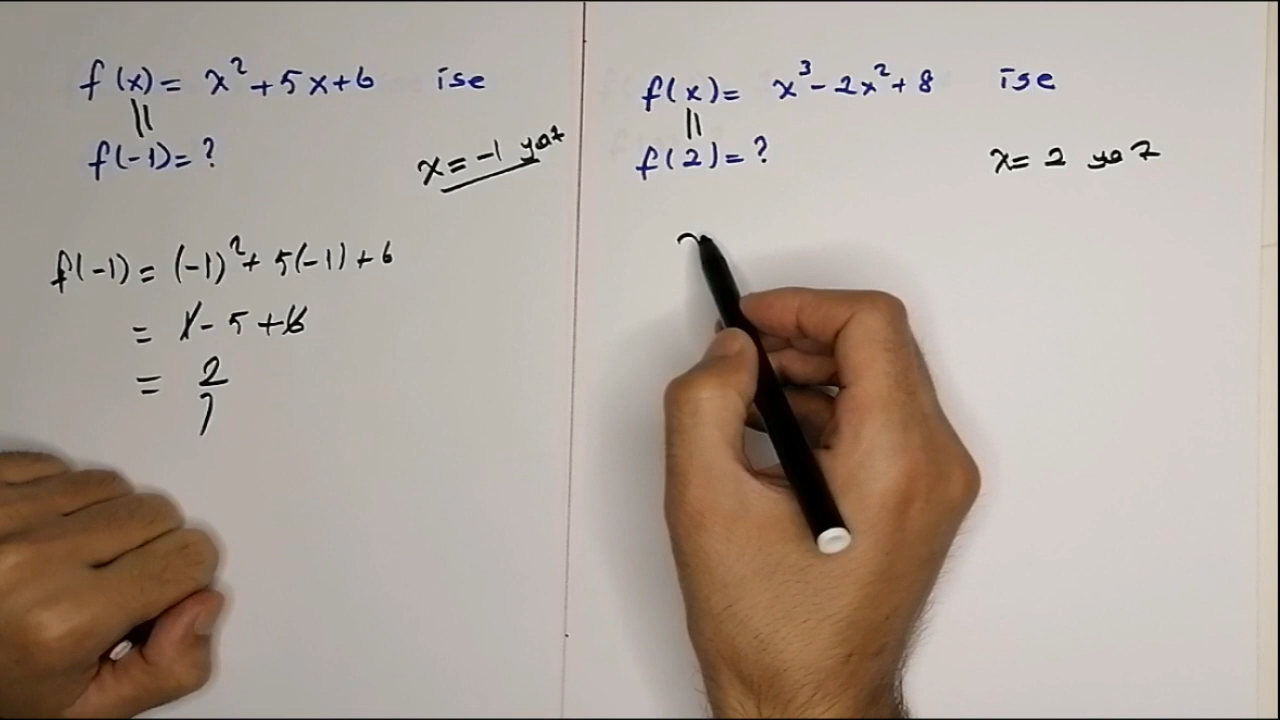 f(x) = x² + 5x + 6 ise
f(-1) = ?
x = -1 yaz
f(-1) = (-1)² + 5(-1) + 6
= 1 - 5 + 6
= 2
f(x) = x³ - 2x² + 8 ise
f(2) = ?
x = 2 yaz